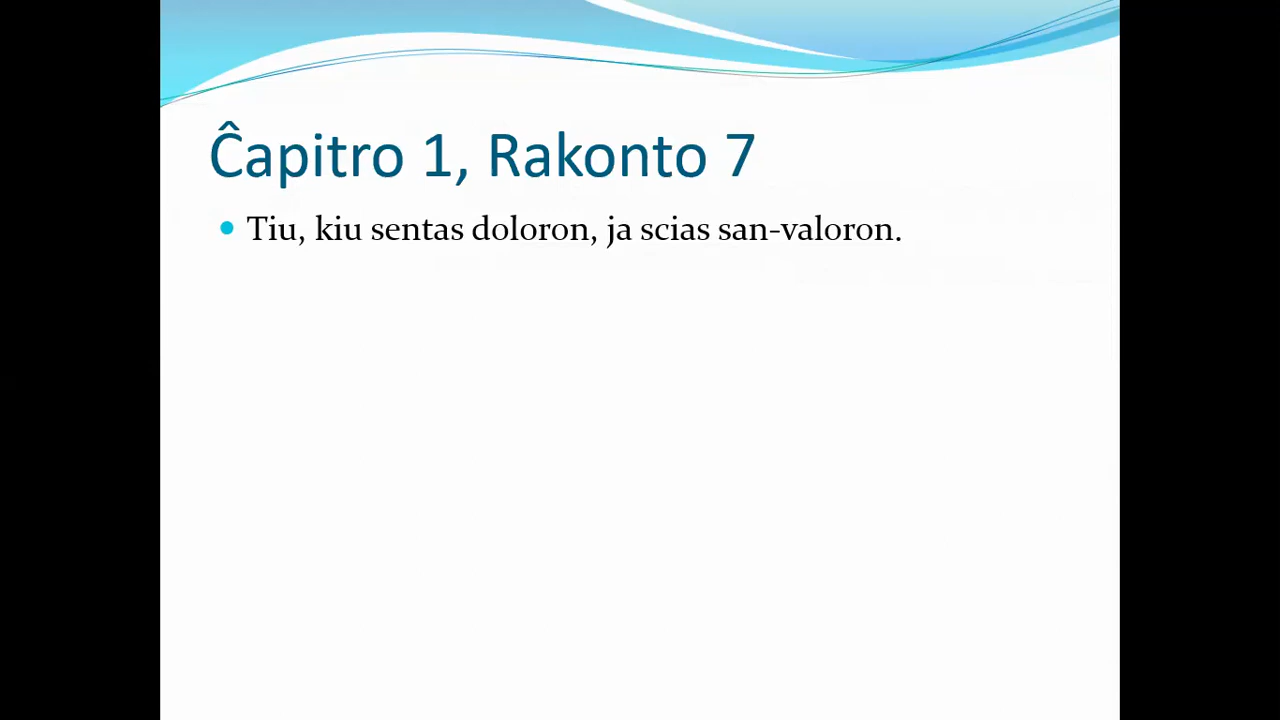 Ĉapitro 1, Rakonto 7
Tiu, kiu sentas doloron, ja scias san-valoron.